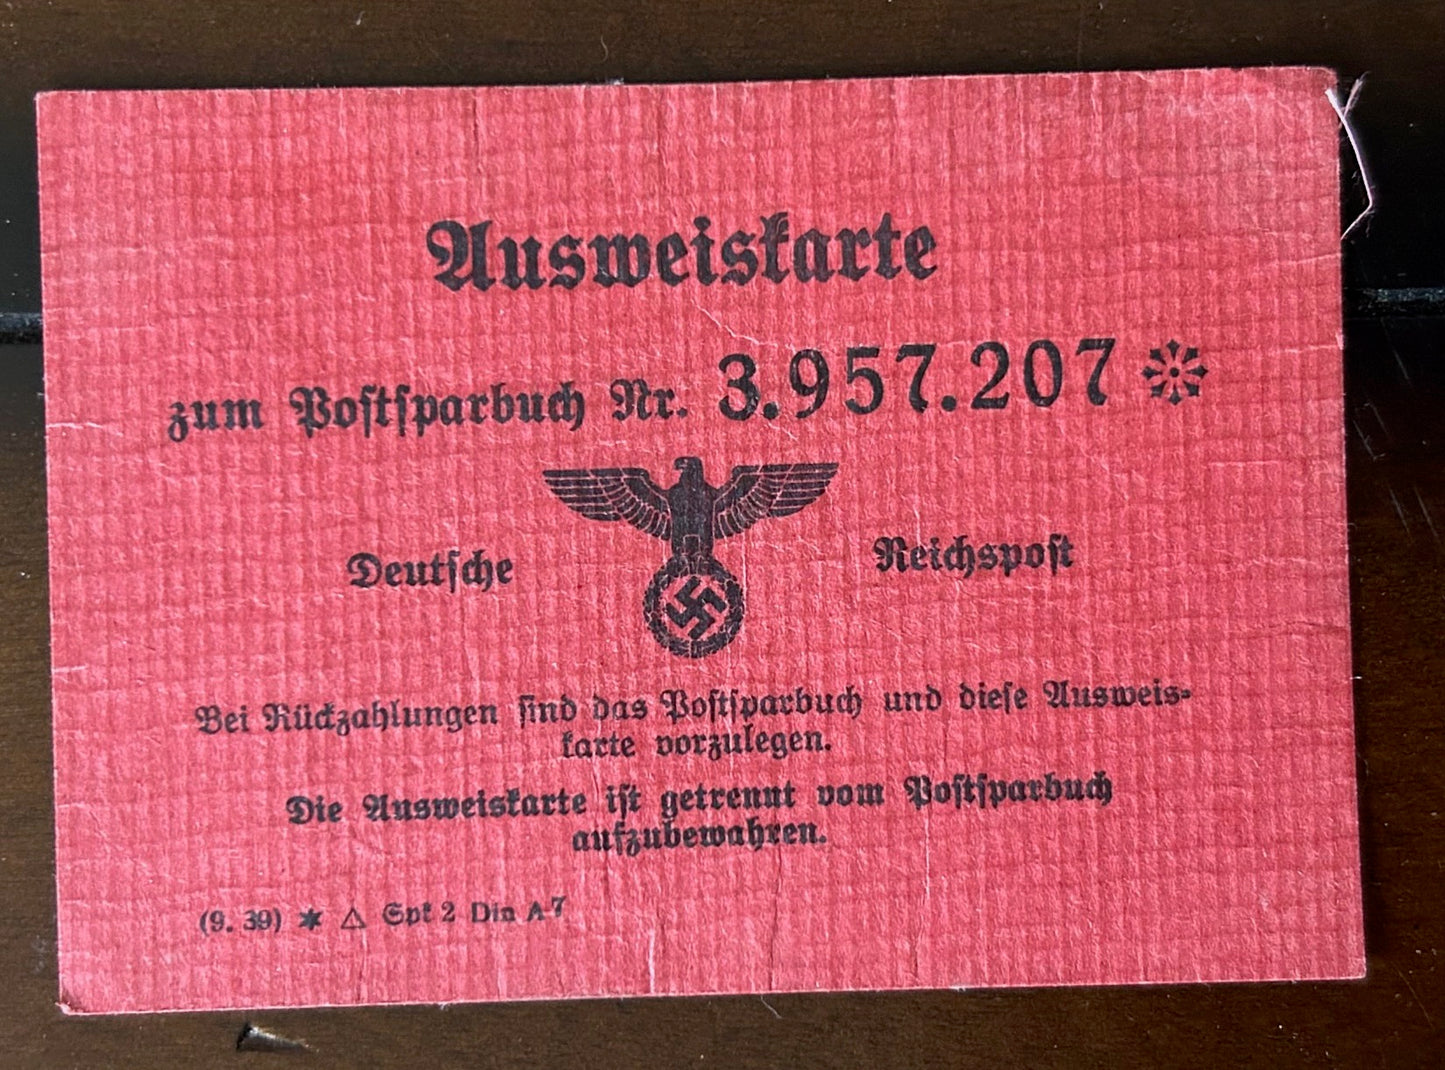 Ausweiskarte
zum Postsparbuch Nr. 3.957.207
Deutsche Reichspost
Bei Rückzahlungen sind das Postsparbuch und diese Ausweis-
karte vorzulegen.
Die Ausweiskarte ist getrennt vom Postsparbuch
aufzubewahren.
(9. 39) ✶ △ Spk 2 Din A 7